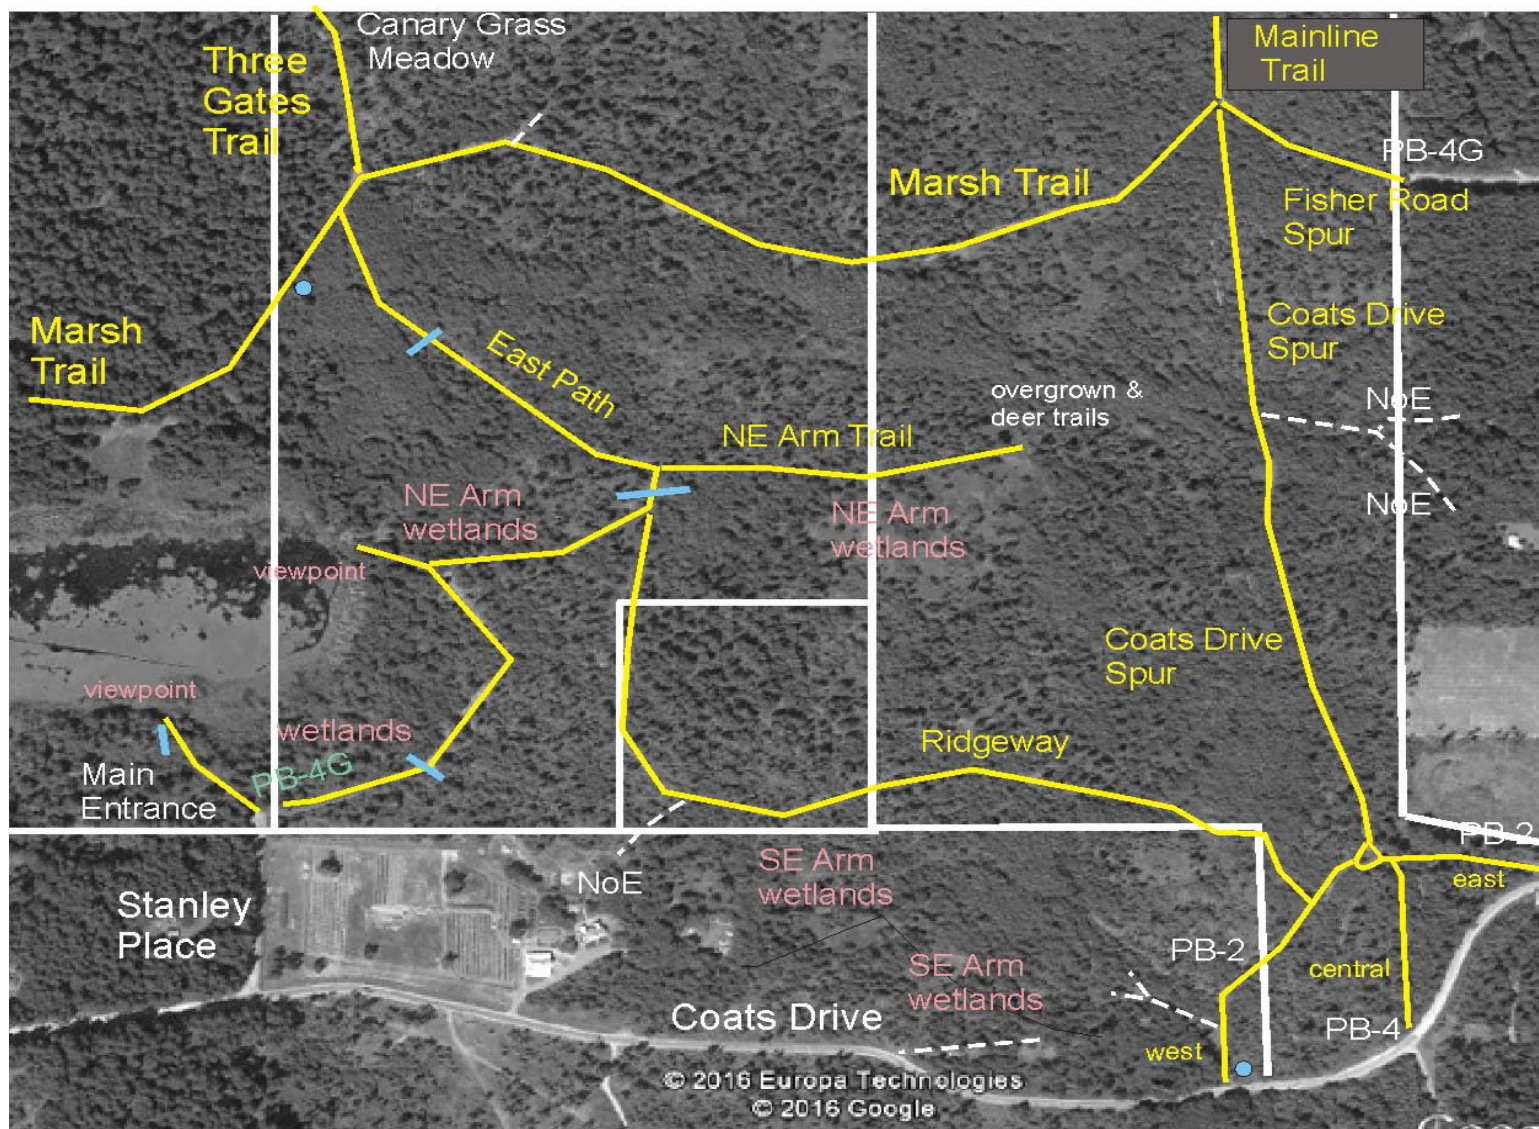 Canary Grass
Meadow
Three
Gates
Trail
Mainline
Trail
PB-4G
Marsh Trail
Fisher Road
Spur
Marsh
Trail
East Path
Coats Drive
Spur
overgrown &
deer trails
NoE
NE Arm Trail
NE Arm
wetlands
NE Arm
wetlands
NoE
viewpoint
Coats Drive
Spur
viewpoint
wetlands
Ridgeway
PB-4G
Main
Entrance
PB-2
SE Arm
wetlands
NoE
east
Stanley
Place
PB-2
SE Arm
wetlands
central
Coats Drive
PB-4
west
© 2016 Europa Technologies
© 2016 Google